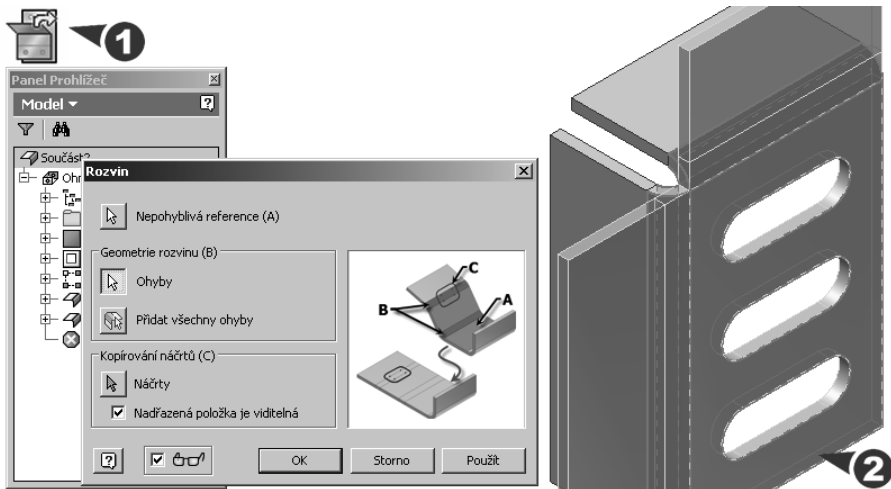 1
Panel Prohlížeč
Model
Součást2
Rozvin
Nepohyblivá reference (A)
Geometrie rozvinu (B)
Ohyby
Přidat všechny ohyby
Kopírování náčrtů (C)
Náčrty
Nadřazená položka je viditelná
C
B
A
OK
Storno
Použít
2